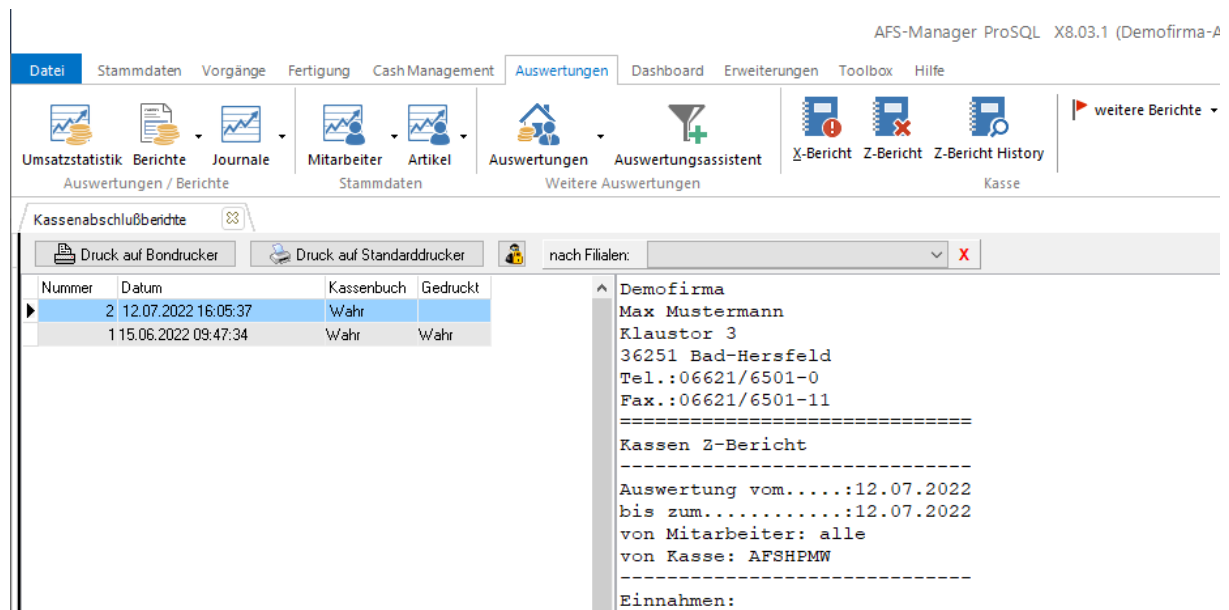 AFS-Manager ProSQL X8.03.1 (Demofirma-A
Datei Stammdaten Vorgänge Fertigung CashManagement Auswertungen Dashboard Erweiterungen Toolbox Hilfe
Umsatzstatistik Berichte Journale Mitarbeiter Artikel Auswertungen Auswertungsassistent X-Bericht Z-Bericht Z-Bericht History weitere Berichte
Auswertungen / Berichte Stammdaten Weitere Auswertungen Kasse
Kassenabschlußberichte
Druck auf Bondrucker Druck auf Standarddrucker nach Filialen: X
Nummer Datum Kassenbuch Gedruckt
2 12.07.2022 16:05:37 Wahr
1 15.06.2022 09:47:34 Wahr Wahr
Demofirma
Max Mustermann
Klaustor 3
36251 Bad-Hersfeld
Tel.:06621/6501-0
Fax.:06621/6501-11
================================
Kassen Z-Bericht
--------------------------------
Auswertung vom.....:12.07.2022
bis zum............:12.07.2022
von Mitarbeiter: alle
von Kasse: AFSHPMW
--------------------------------
Einnahmen: